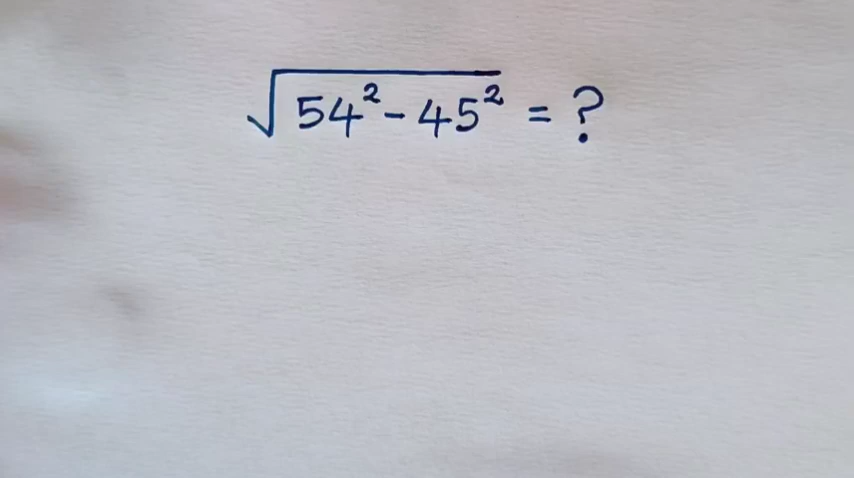 √(54² - 45²) = ?